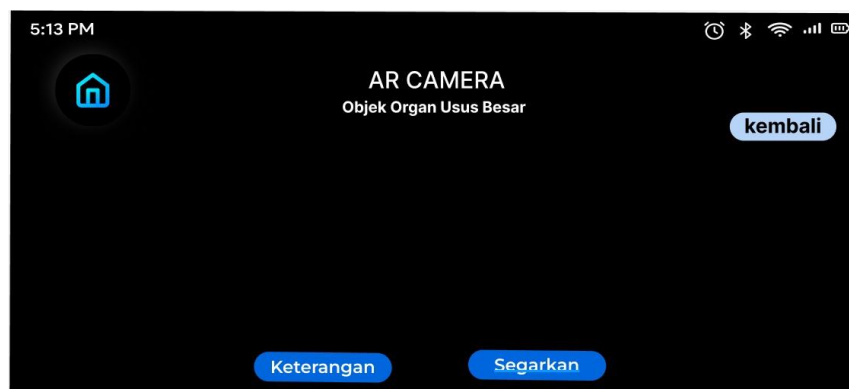 5:13 PM
AR CAMERA
Objek Organ Usus Besar
kembali
Keterangan
Segarkan